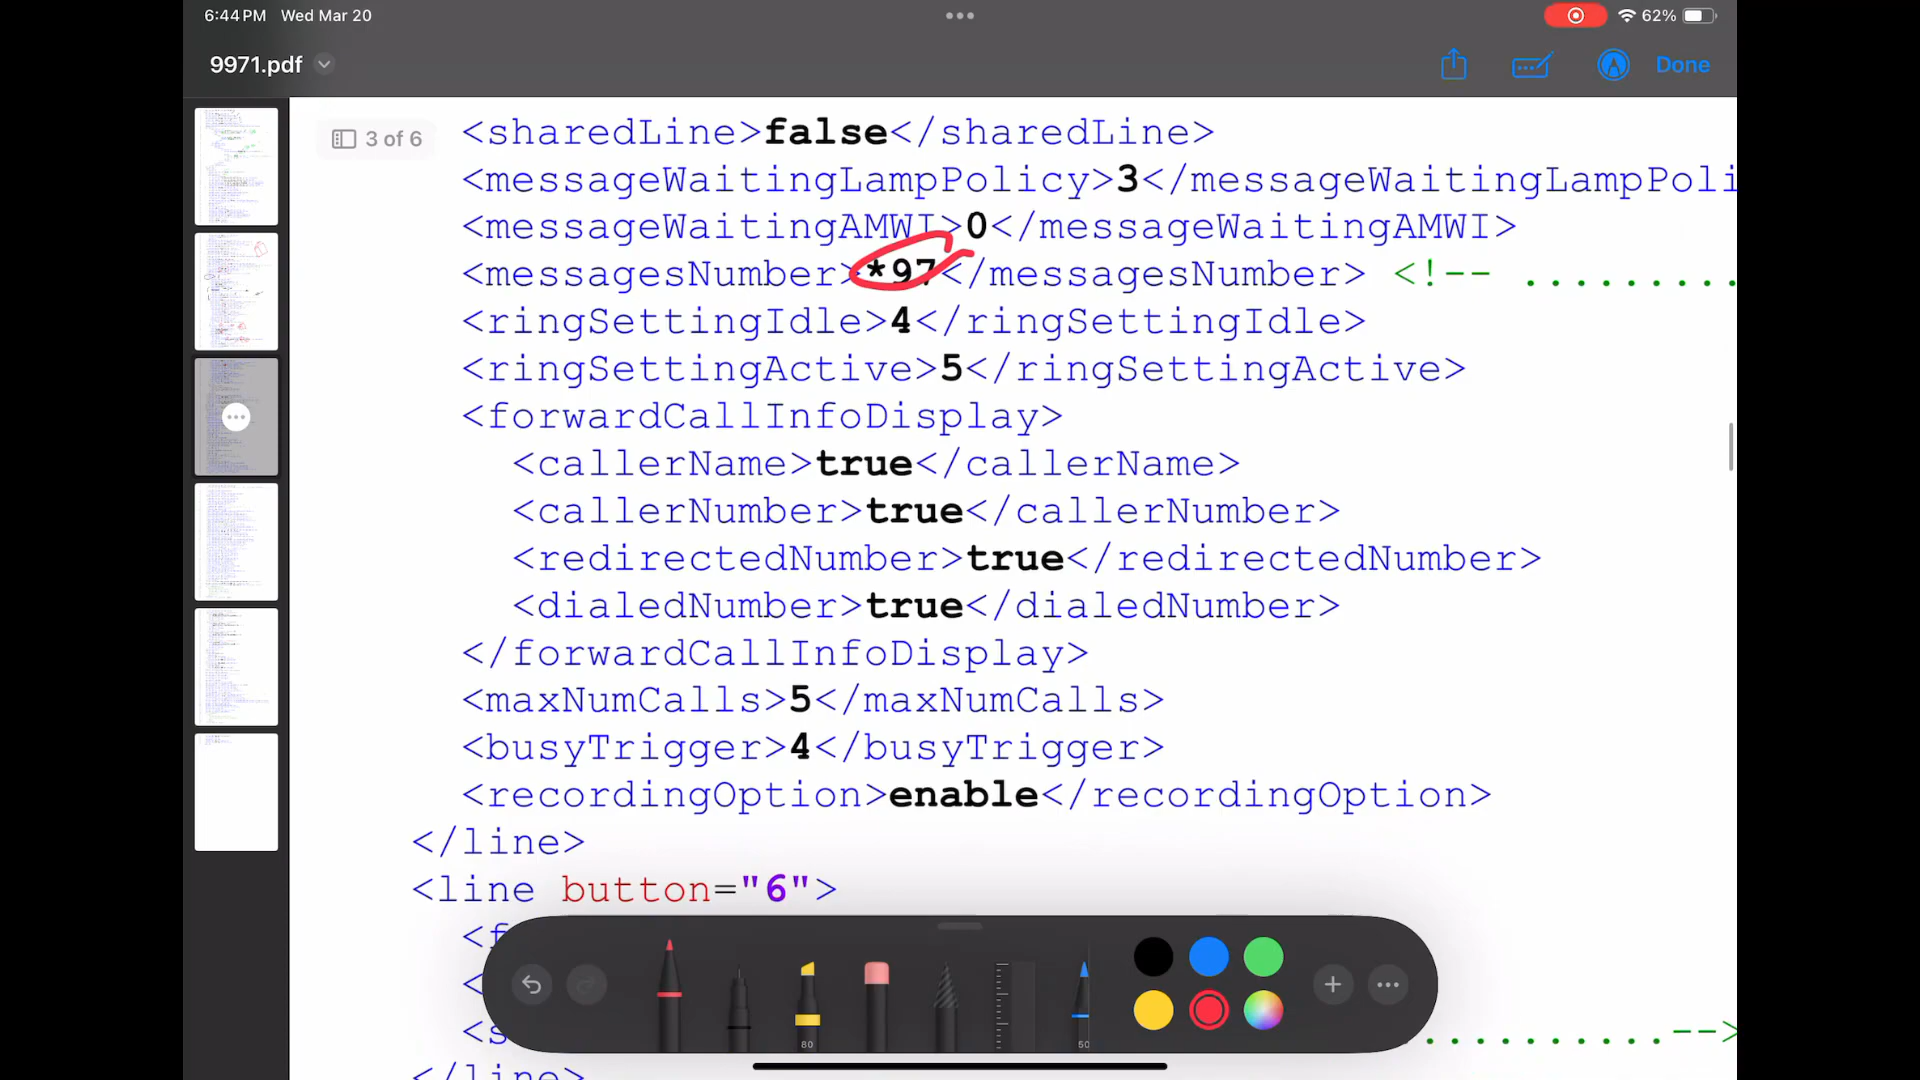 6:44 PM Wed Mar 20
62%
9971.pdf
Done
3 of 6
<sharedLine>false</sharedLine>
<messageWaitingLampPolicy>3</messageWaitingLampPoli
<messageWaitingAMWI>0</messageWaitingAMWI>
<messagesNumber>*97</messagesNumber> <!-- .........
<ringSettingIdle>4</ringSettingIdle>
<ringSettingActive>5</ringSettingActive>
<forwardCallInfoDisplay>
<callerName>true</callerName>
<callerNumber>true</callerNumber>
<redirectedNumber>true</redirectedNumber>
<dialedNumber>true</dialedNumber>
</forwardCallInfoDisplay>
<maxNumCalls>5</maxNumCalls>
<busyTrigger>4</busyTrigger>
<recordingOption>enable</recordingOption>
</line>
<line button="6">
<f
<
<s ..........-->
</line>
80
50